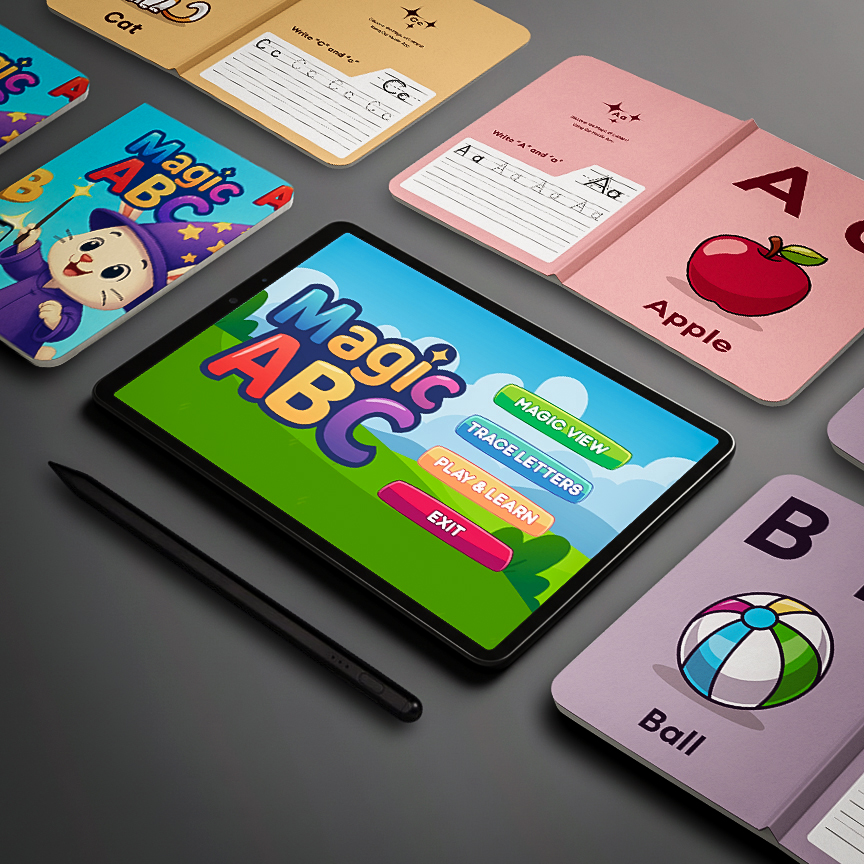 Cat
Write "C" and "c"
Cc
Cc Cc Cc Cc
Cc
Magic
ABC
B
A
Aa
Write "A" and "a"
Aa Aa Aa Aa
Aa
A
Apple
Magic
ABC
MAGIC VIEW
TRACE LETTERS
PLAY & LEARN
EXIT
B
Ball